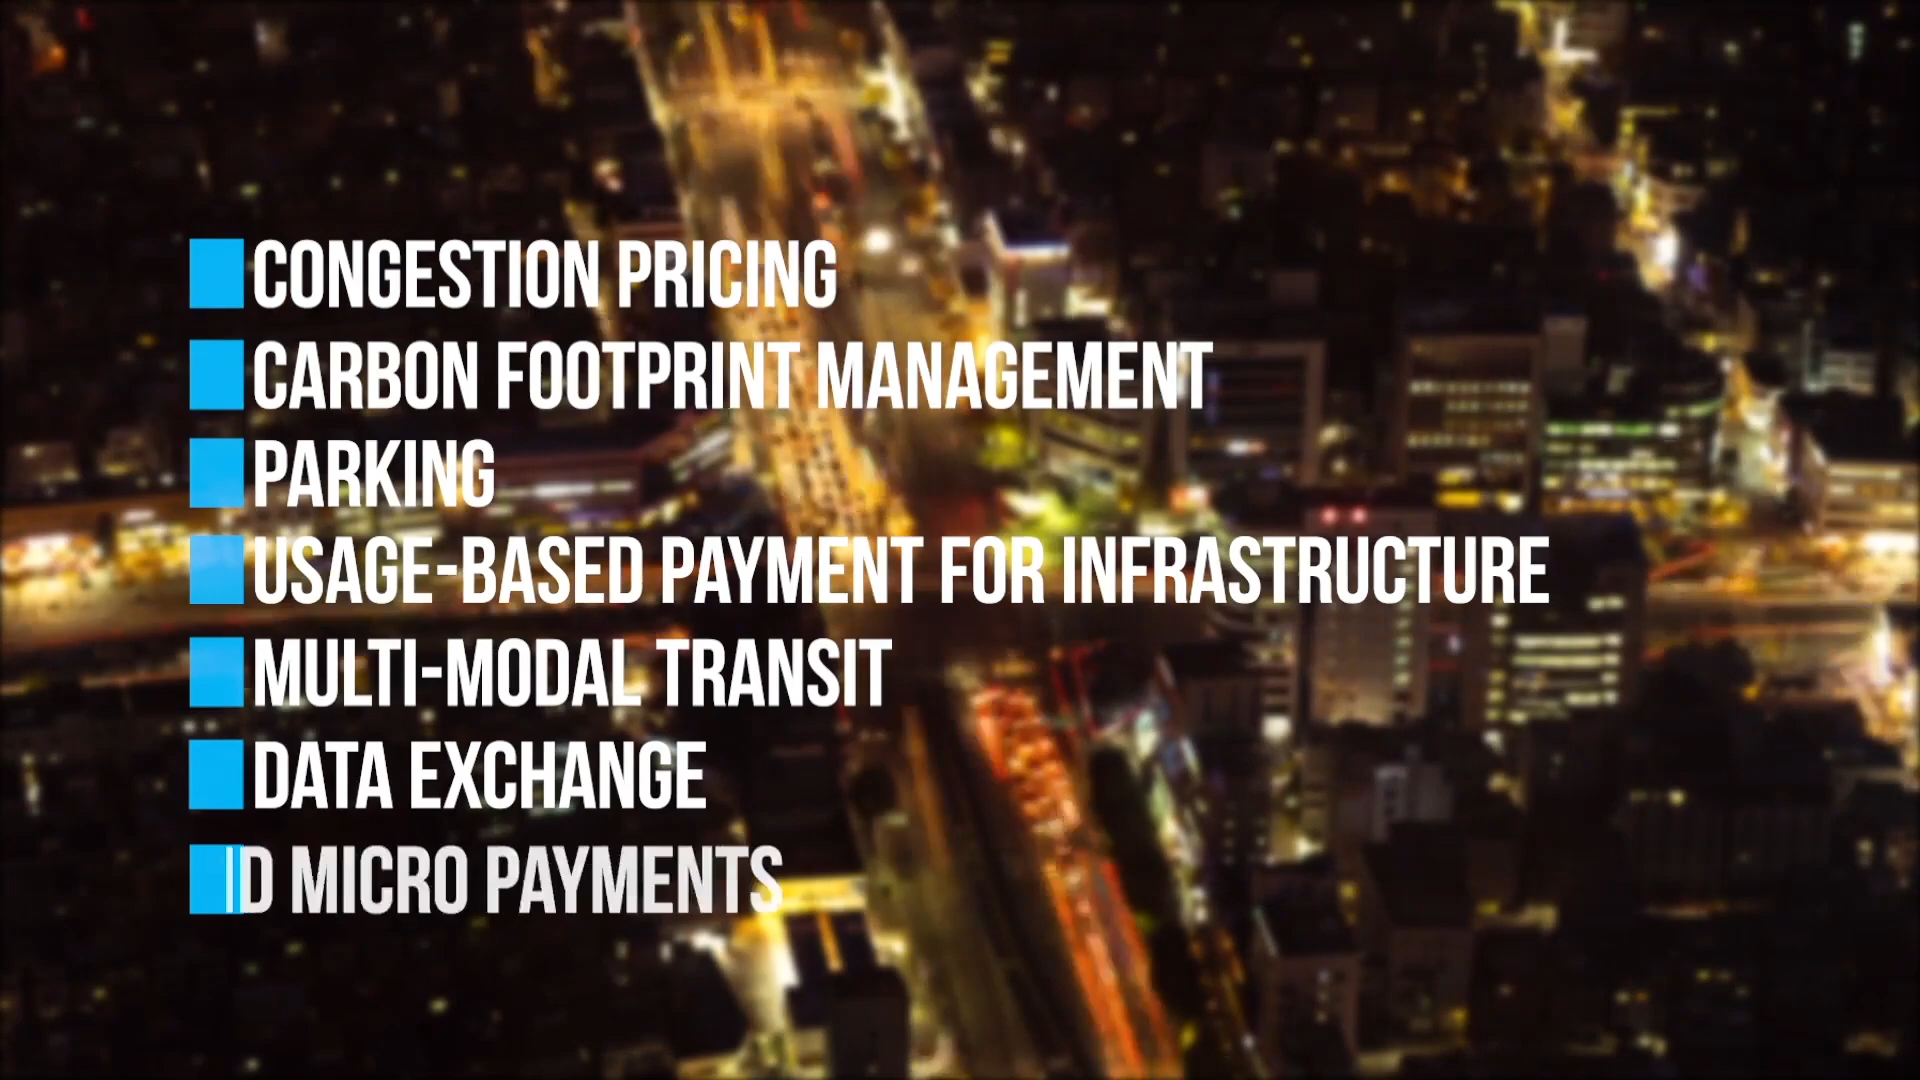 CONGESTION PRICING
CARBON FOOTPRINT MANAGEMENT
PARKING
USAGE-BASED PAYMENT FOR INFRASTRUCTURE
MULTI-MODAL TRANSIT
DATA EXCHANGE
MICRO PAYMENTS